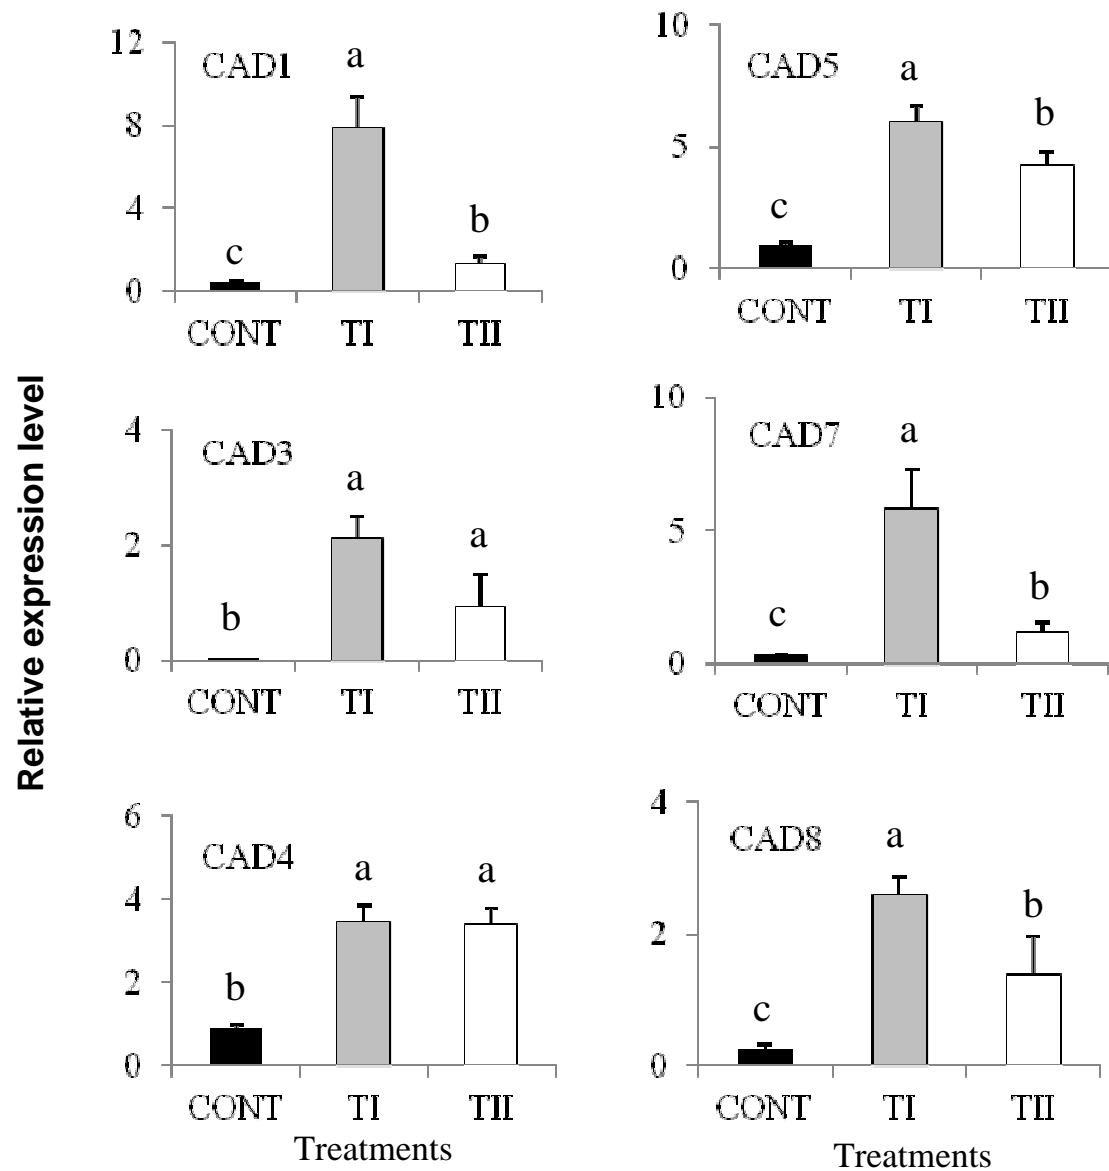 Relative expression level
12
8
4
0
CAD1
c
a
b
CONT TI TII
10
5
0
CAD5
c
a
b
CONT TI TII
4
2
0
CAD3
b
a
a
CONT TI TII
10
5
0
CAD7
c
a
b
CONT TI TII
6
4
2
0
CAD4
b
a
a
CONT TI TII
Treatments
4
2
0
CAD8
c
a
b
CONT TI TII
Treatments